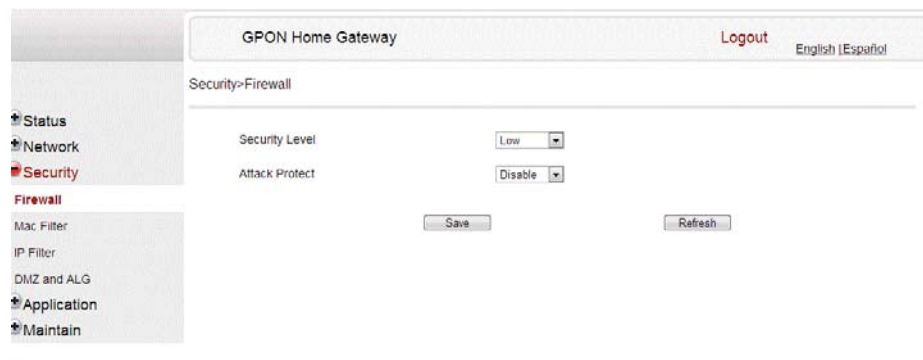 GPON Home Gateway
Logout
English | Español
Security>Firewall
Status
Network
Security
Firewall
Mac Filter
IP Filter
DMZ and ALG
Application
Maintain
Security Level
Low
Attack Protect
Disable
Save
Refresh